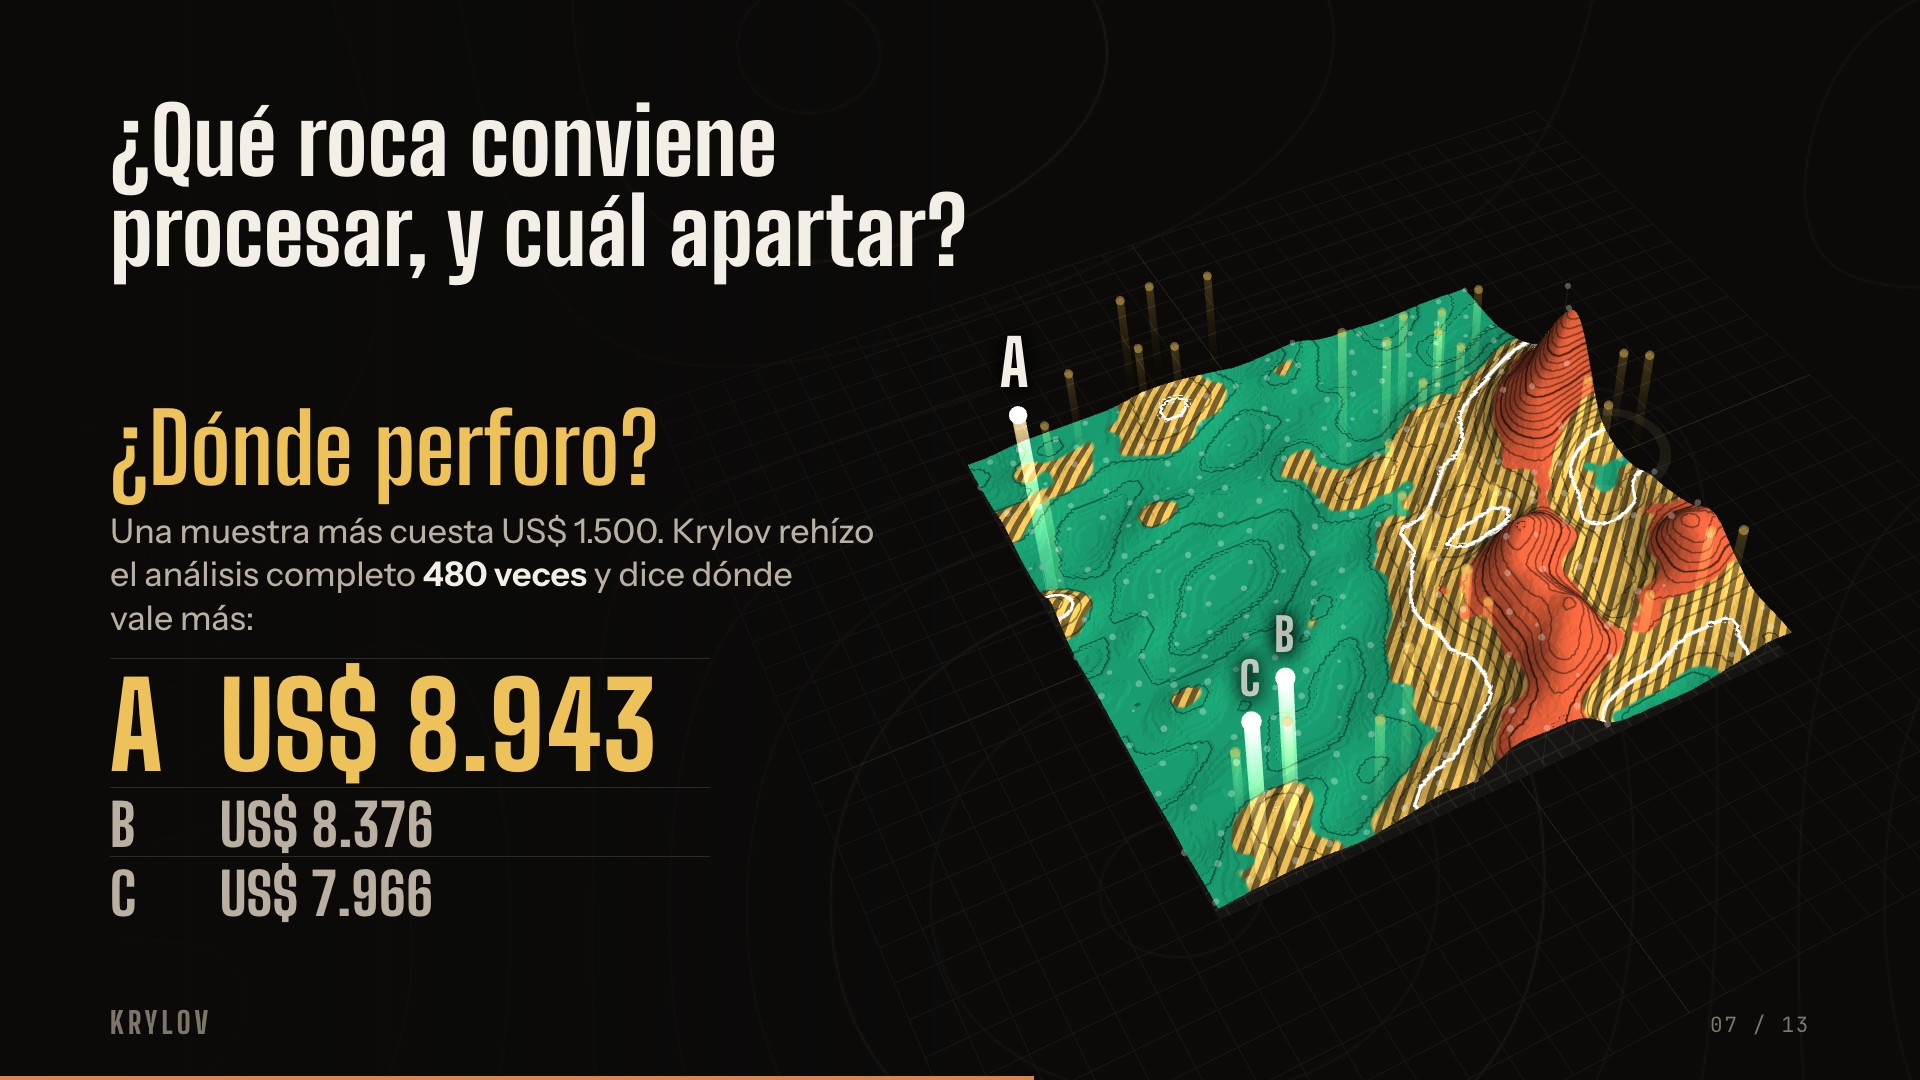 ¿Qué roca conviene
procesar, y cuál apartar?
¿Dónde perforo?
Una muestra más cuesta US$ 1.500. Krylov rehízo
el análisis completo 480 veces y dice dónde
vale más:
A US$ 8.943
B US$ 8.376
C US$ 7.966
A
B
C
KRYLOV
07 / 13